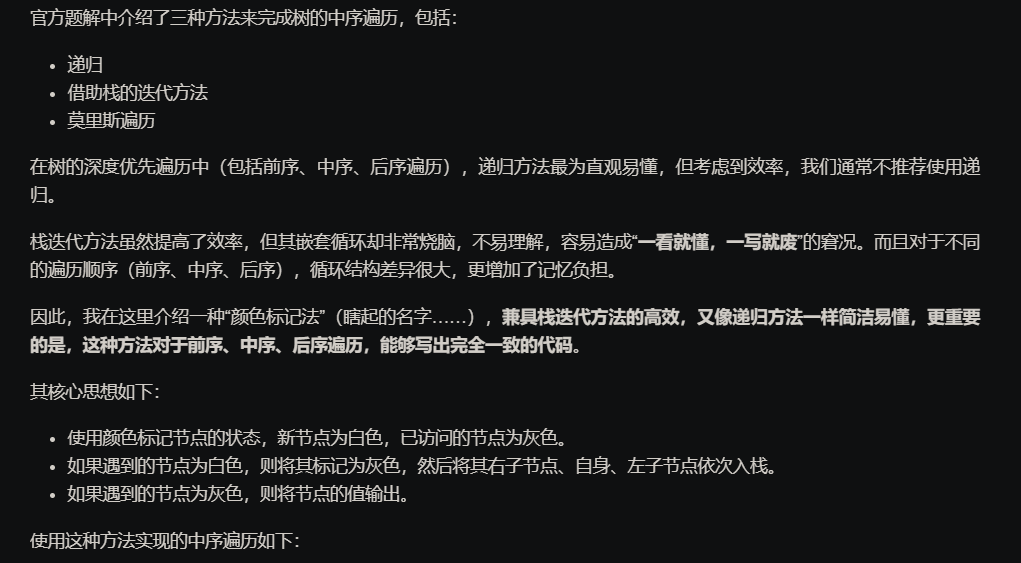 官方题解中介绍了三种方法来完成树的中序遍历，包括：
• 递归
• 借助栈的迭代方法
• 莫里斯遍历
在树的深度优先遍历中（包括前序、中序、后序遍历），递归方法最为直观易懂，但考虑到效率，我们通常不推荐使用递
归。
栈迭代方法虽然提高了效率，但其嵌套循环却非常烧脑，不易理解，容易造成“一看就懂，一写就废”的窘况。而且对于不同
的遍历顺序（前序、中序、后序），循环结构差异很大，更增加了记忆负担。
因此，我在这里介绍一种“颜色标记法”（瞎起的名字……），兼具栈迭代方法的高效，又像递归方法一样简洁易懂，更重要
的是，这种方法对于前序、中序、后序遍历，能够写出完全一致的代码。
其核心思想如下：
• 使用颜色标记节点的状态，新节点为白色，已访问的节点为灰色。
• 如果遇到的节点为白色，则将其标记为灰色，然后将其右子节点、自身、左子节点依次入栈。
• 如果遇到的节点为灰色，则将节点的值输出。
使用这种方法实现的中序遍历如下：